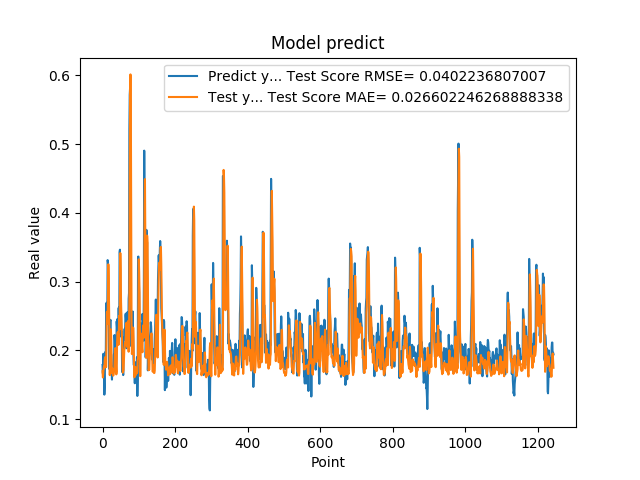 Model predict
Predict y... Test Score RMSE= 0.0402236807007
Test y... Test Score MAE= 0.026602246268888338
0.6
0.5
0.4
0.3
0.2
0.1
Real value
0 200 400 600 800 1000 1200
Point